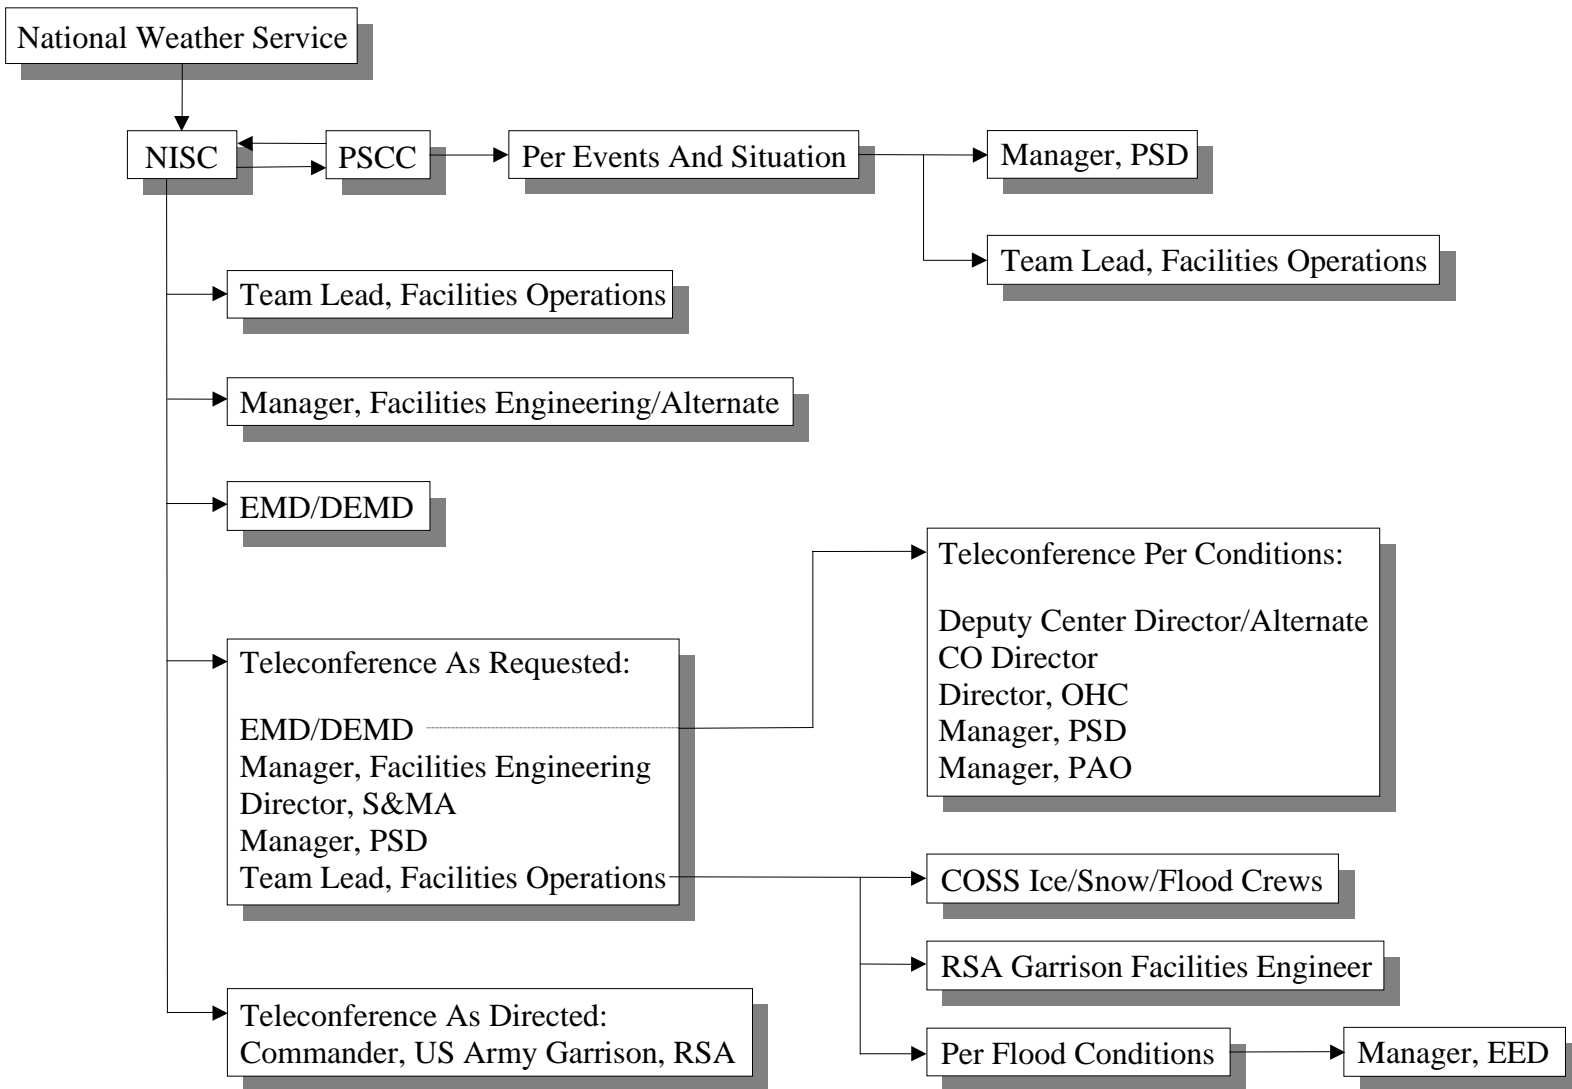 National Weather Service
NISC
PSCC
Per Events And Situation
Manager, PSD
Team Lead, Facilities Operations
Team Lead, Facilities Operations
Manager, Facilities Engineering/Alternate
EMD/DEMD
Teleconference Per Conditions:
Deputy Center Director/Alternate
CO Director
Director, OHC
Manager, PSD
Manager, PAO
Teleconference As Requested:
EMD/DEMD
Manager, Facilities Engineering
Director, S&MA
Manager, PSD
Team Lead, Facilities Operations
COSS Ice/Snow/Flood Crews
RSA Garrison Facilities Engineer
Per Flood Conditions
Manager, EED
Teleconference As Directed:
Commander, US Army Garrison, RSA